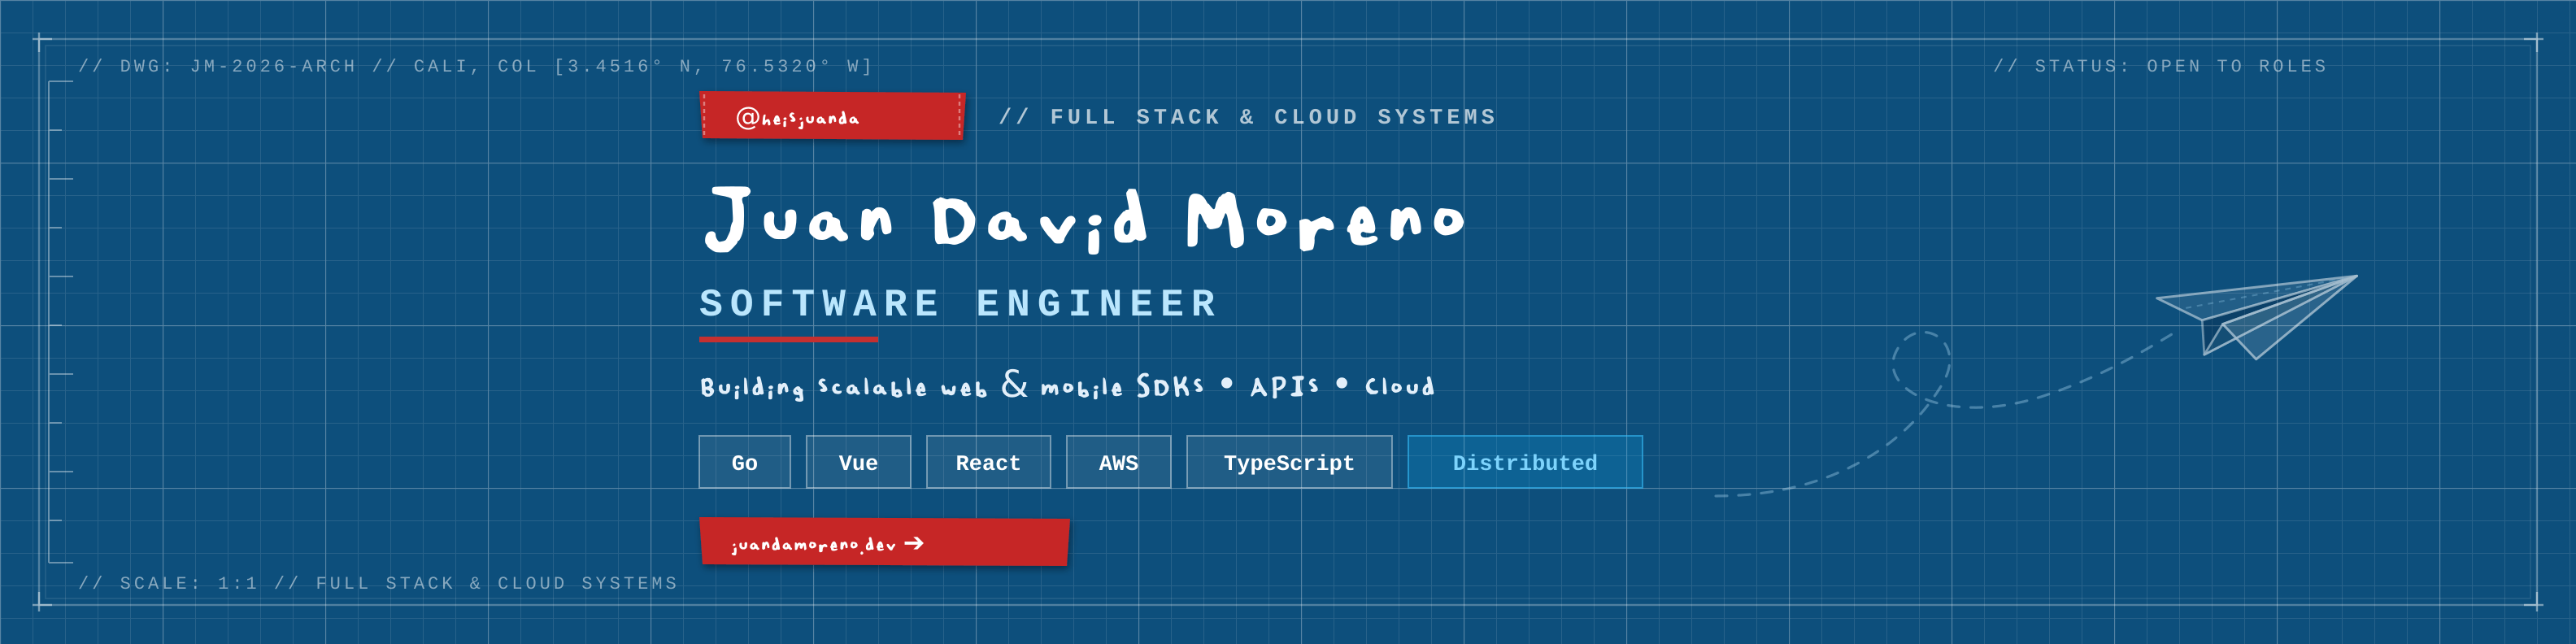 // DWG: JM-2026-ARCH // CALI, COL [3.4516° N, 76.5320° W]
// STATUS: OPEN TO ROLES
@heisjuanda
// FULL STACK & CLOUD SYSTEMS
Juan David Moreno
SOFTWARE ENGINEER
Building scalable web & mobile SDKs • APIs • Cloud
Go
Vue
React
AWS
TypeScript
Distributed
juandamoreno.dev →
// SCALE: 1:1 // FULL STACK & CLOUD SYSTEMS